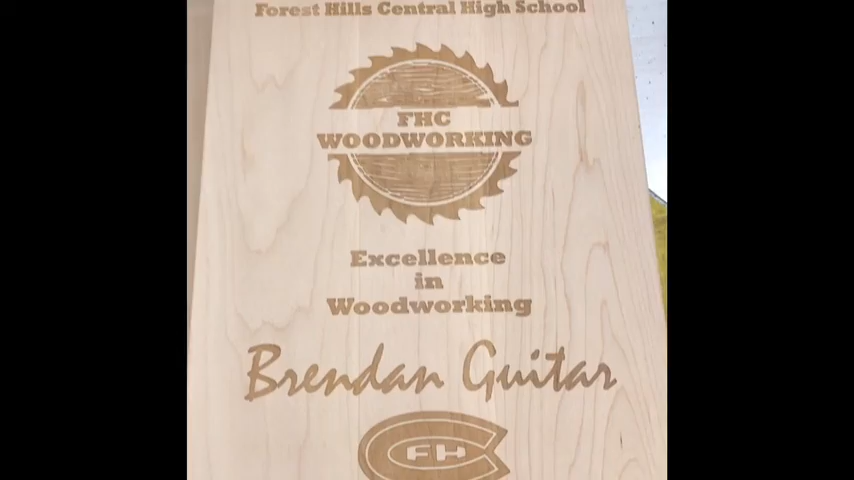 Forest Hills Central High School
FHC
WOODWORKING
Excellence
in
Woodworking
Brendan Guitar
FH